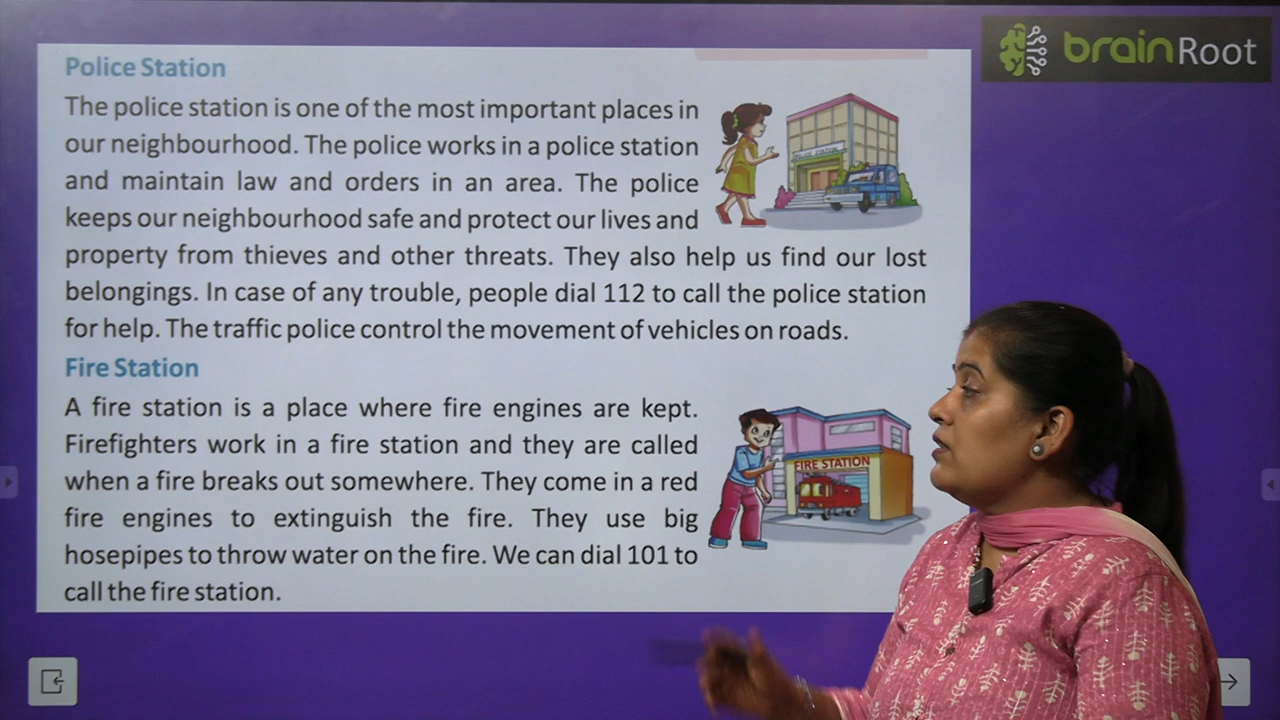 brainRoot
Police Station
The police station is one of the most important places in
our neighbourhood. The police works in a police station
and maintain law and orders in an area. The police
keeps our neighbourhood safe and protect our lives and
property from thieves and other threats. They also help us find our lost
belongings. In case of any trouble, people dial 112 to call the police station
for help. The traffic police control the movement of vehicles on roads.
POLICE STATION
Fire Station
A fire station is a place where fire engines are kept.
Firefighters work in a fire station and they are called
when a fire breaks out somewhere. They come in a red
fire engines to extinguish the fire. They use big
hosepipes to throw water on the fire. We can dial 101 to
call the fire station.
FIRE STATION